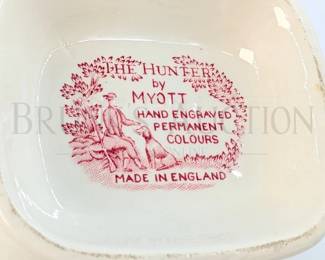 THE HUNTER
by
MYOTT
HAND ENGRAVED
PERMANENT
COLOURS
MADE IN ENGLAND